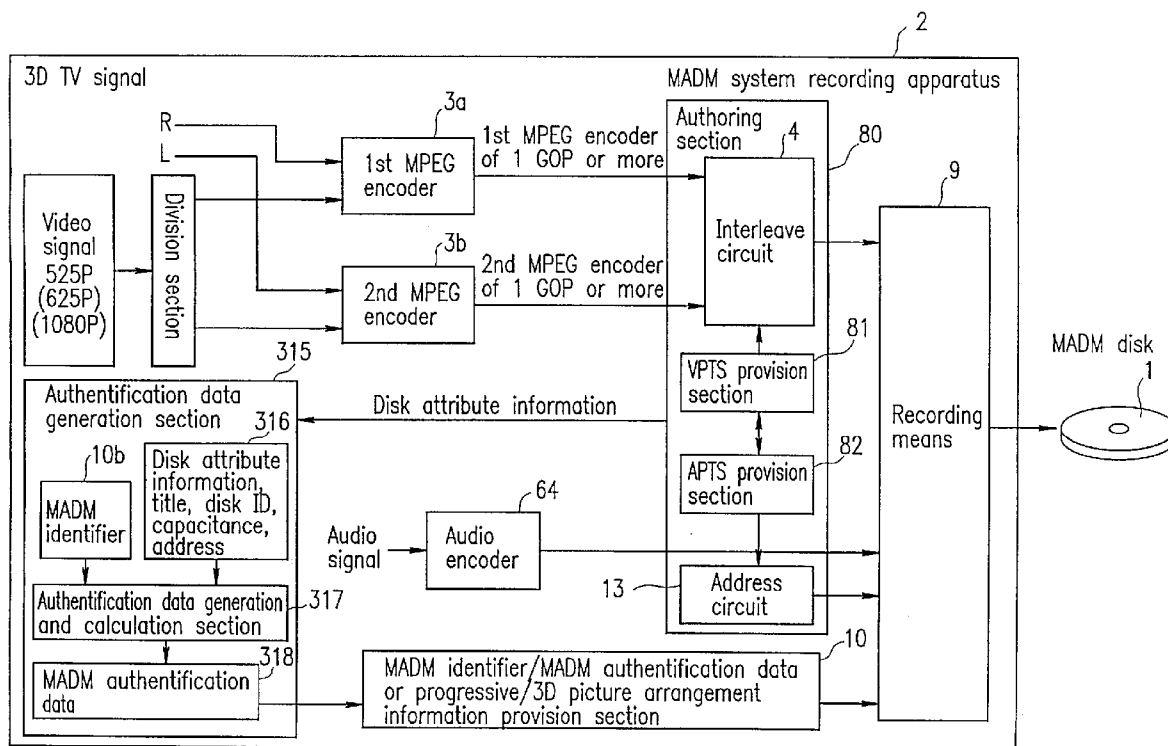 2
3D TV signal
MADM system recording apparatus
R
L
3a
1st MPEG
encoder
1st MPEG encoder
of 1 GOP or more
Authoring
section
4
80
Interleave
circuit
9
Video
signal
525P
(625P)
(1080P)
Division section
3b
2nd MPEG
encoder
2nd MPEG encoder
of 1 GOP or more
81
VPTS provision
section
MADM disk
1
Recording
means
315
Authentification data
generation section
316
Disk attribute information
10b
MADM
identifier
Disk attribute
information,
title, disk ID,
capacitance,
address
82
APTS provision
section
64
Audio
signal
Audio
encoder
13
Address
circuit
Authentification data generation
and calculation section
317
318
MADM authentification
data
10
MADM identifier/MADM authentification data
or progressive/3D picture arrangement
information provision section